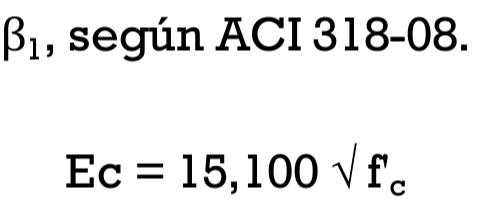 β₁, según ACI 318-08.
Ec = 15,100 √ f'c